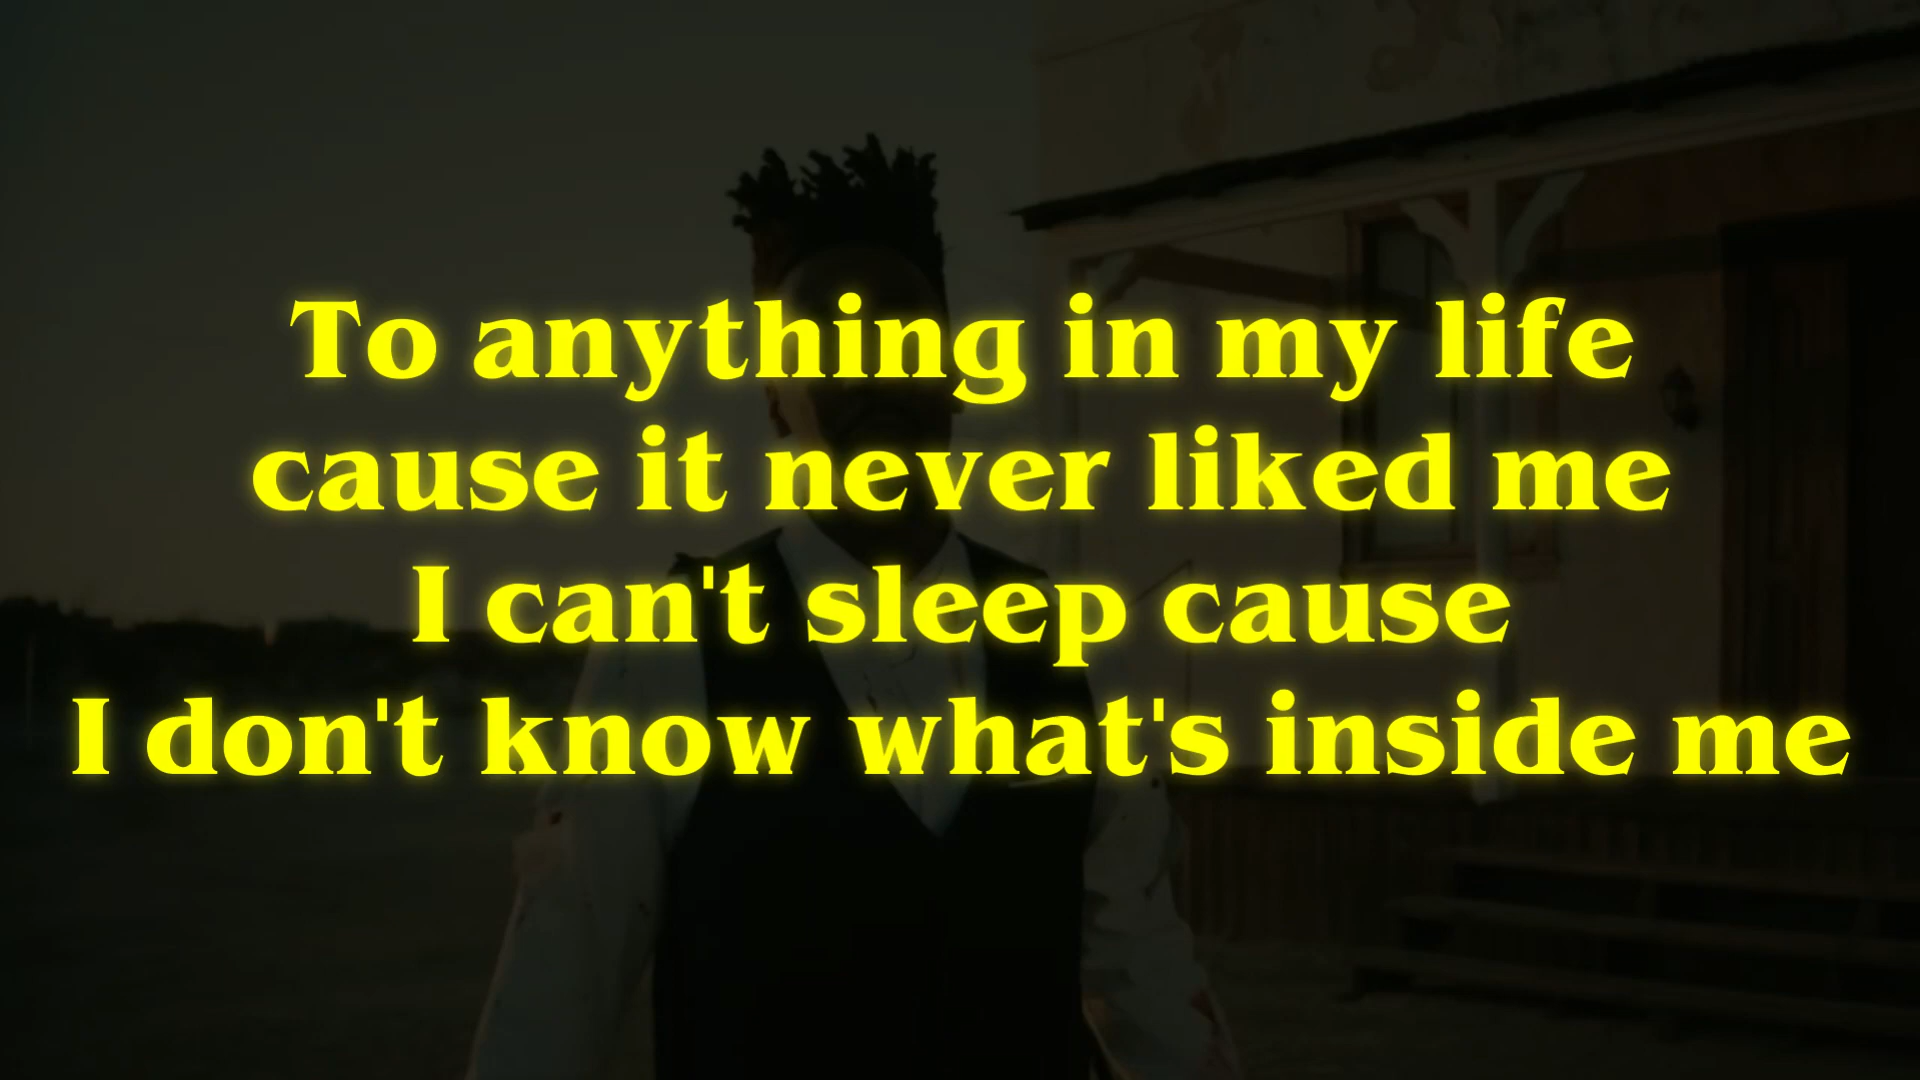 To anything in my life
cause it never liked me
I can't sleep cause
I don't know what's inside me